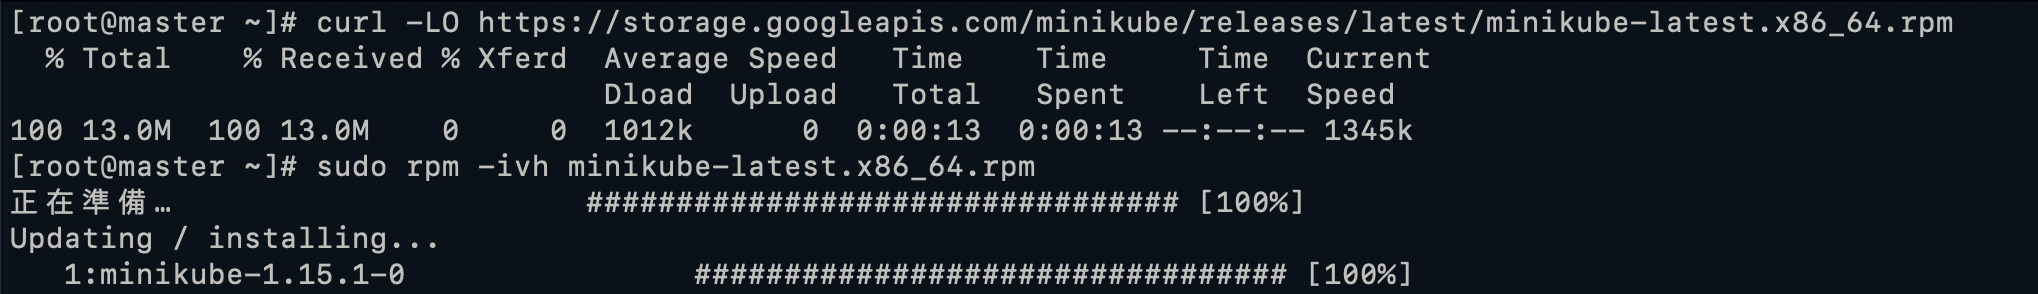 [root@master ~]# curl -LO https://storage.googleapis.com/minikube/releases/latest/minikube-latest.x86_64.rpm
  % Total    % Received % Xferd  Average Speed   Time    Time     Time  Current
                                 Dload  Upload   Total   Spent    Left  Speed
100 13.0M  100 13.0M    0     0  1012k      0  0:00:13  0:00:13 --:--:-- 1345k
[root@master ~]# sudo rpm -ivh minikube-latest.x86_64.rpm
正在準備…                       ################################# [100%]
Updating / installing...
   1:minikube-1.15.1-0                ################################# [100%]